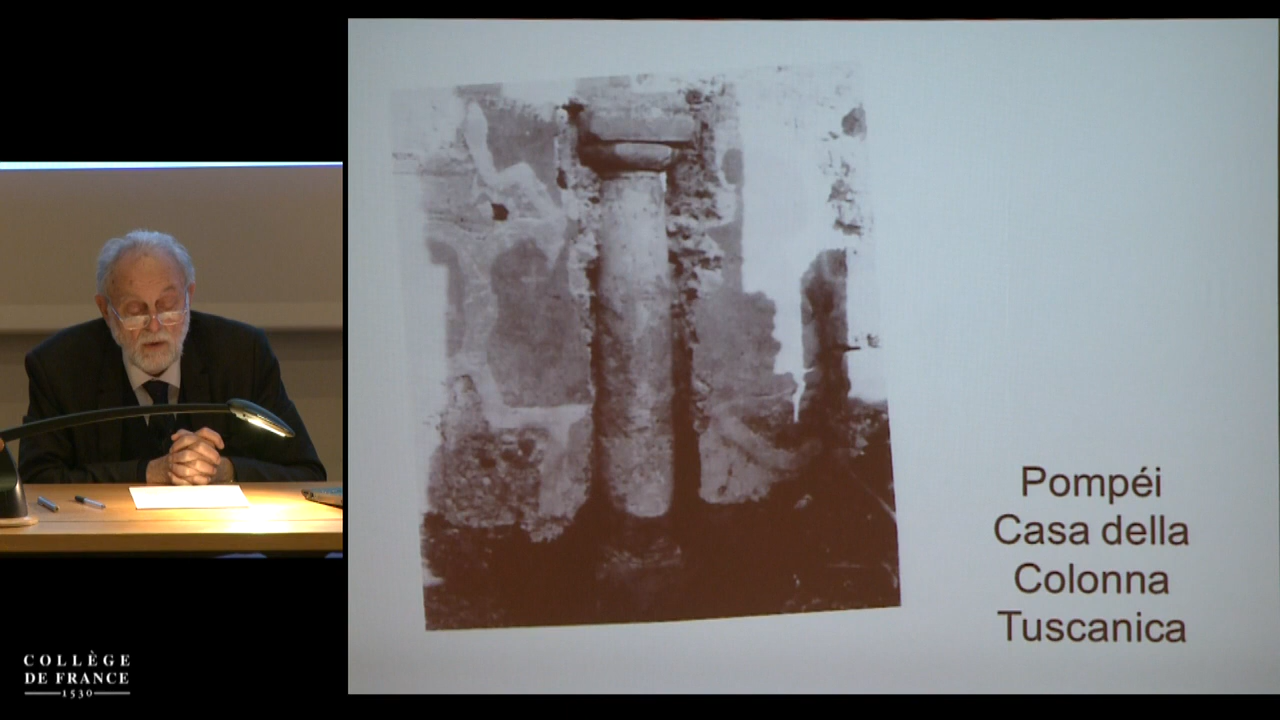 Pompéi
Casa della
Colonna
Tuscanica
COLLÈGE
DE FRANCE
1530